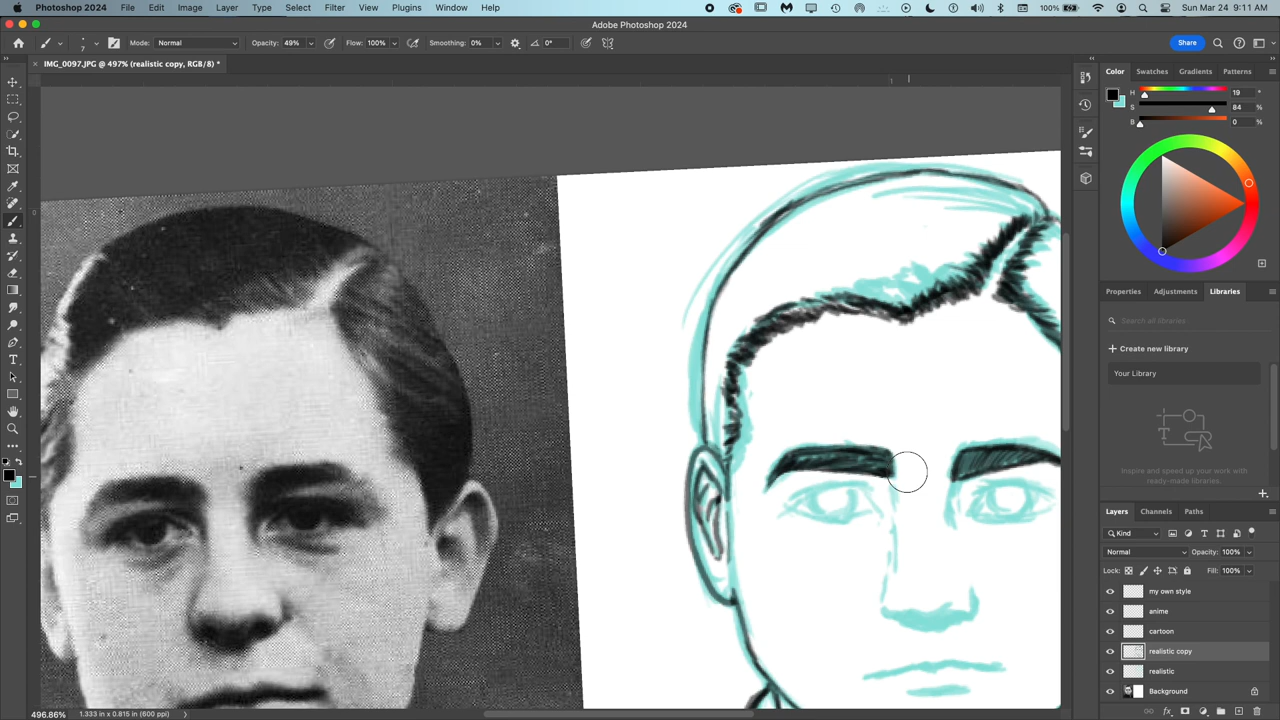 Photoshop File Edit Image Layer Type Select Filter View Plugins Window Help 100% Sun Mar 24 9:11 AM
Adobe Photoshop 2024
7 Mode: Normal Opacity: 49% Flow: 100% Smoothing: 0% 0° Share
IMG_0097.JPG @ 497% (realistic copy, RGB/8) *
Color Swatches Gradients Patterns
H 19 °
S 84 %
B 0 %
1
0
Properties Adjustments Libraries
Search all libraries
Create new library
Your Library
Inspire and speed up your work with
ready-made libraries.
Layers Channels Paths
Kind
Normal Opacity: 100%
Lock: Fill: 100%
my own style
anime
cartoon
realistic copy
realistic
Background
fx
496.86% 1.333 in x 0.815 in (600 ppi)